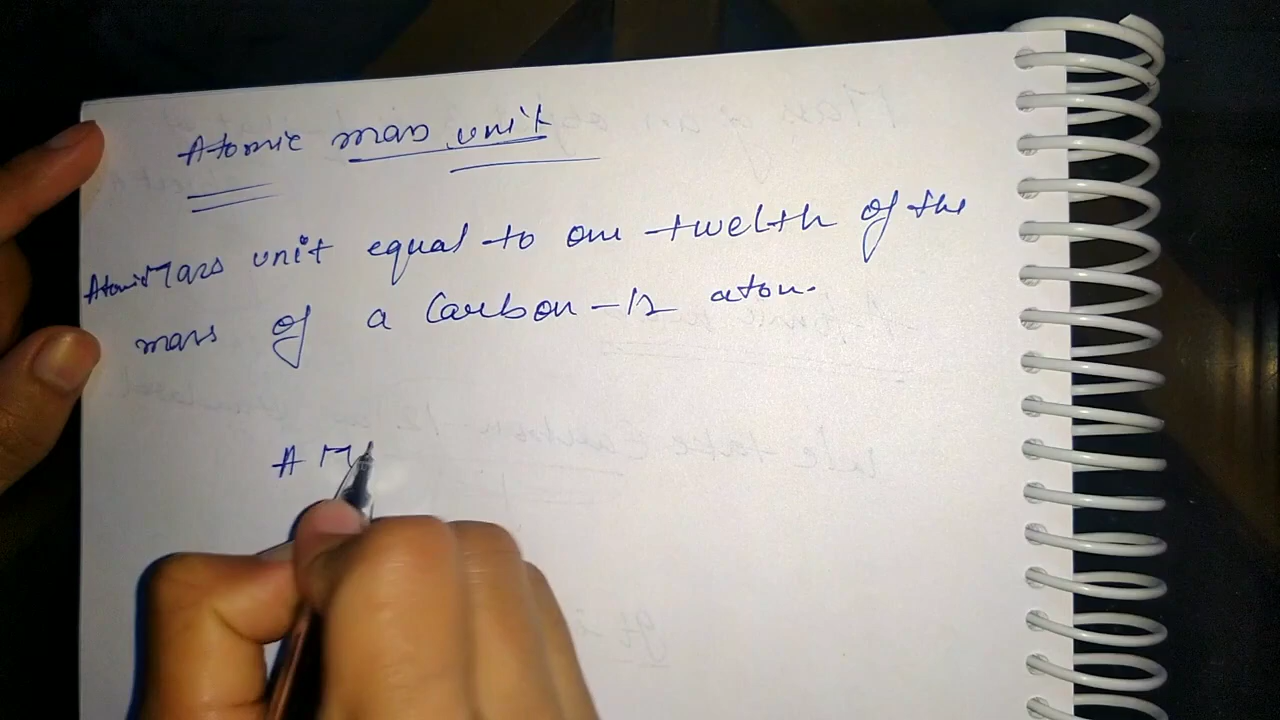 Atomic mass unit
Atomic Mass unit equal to one twelth of the
mass of a Carbon-12 atom.
A M